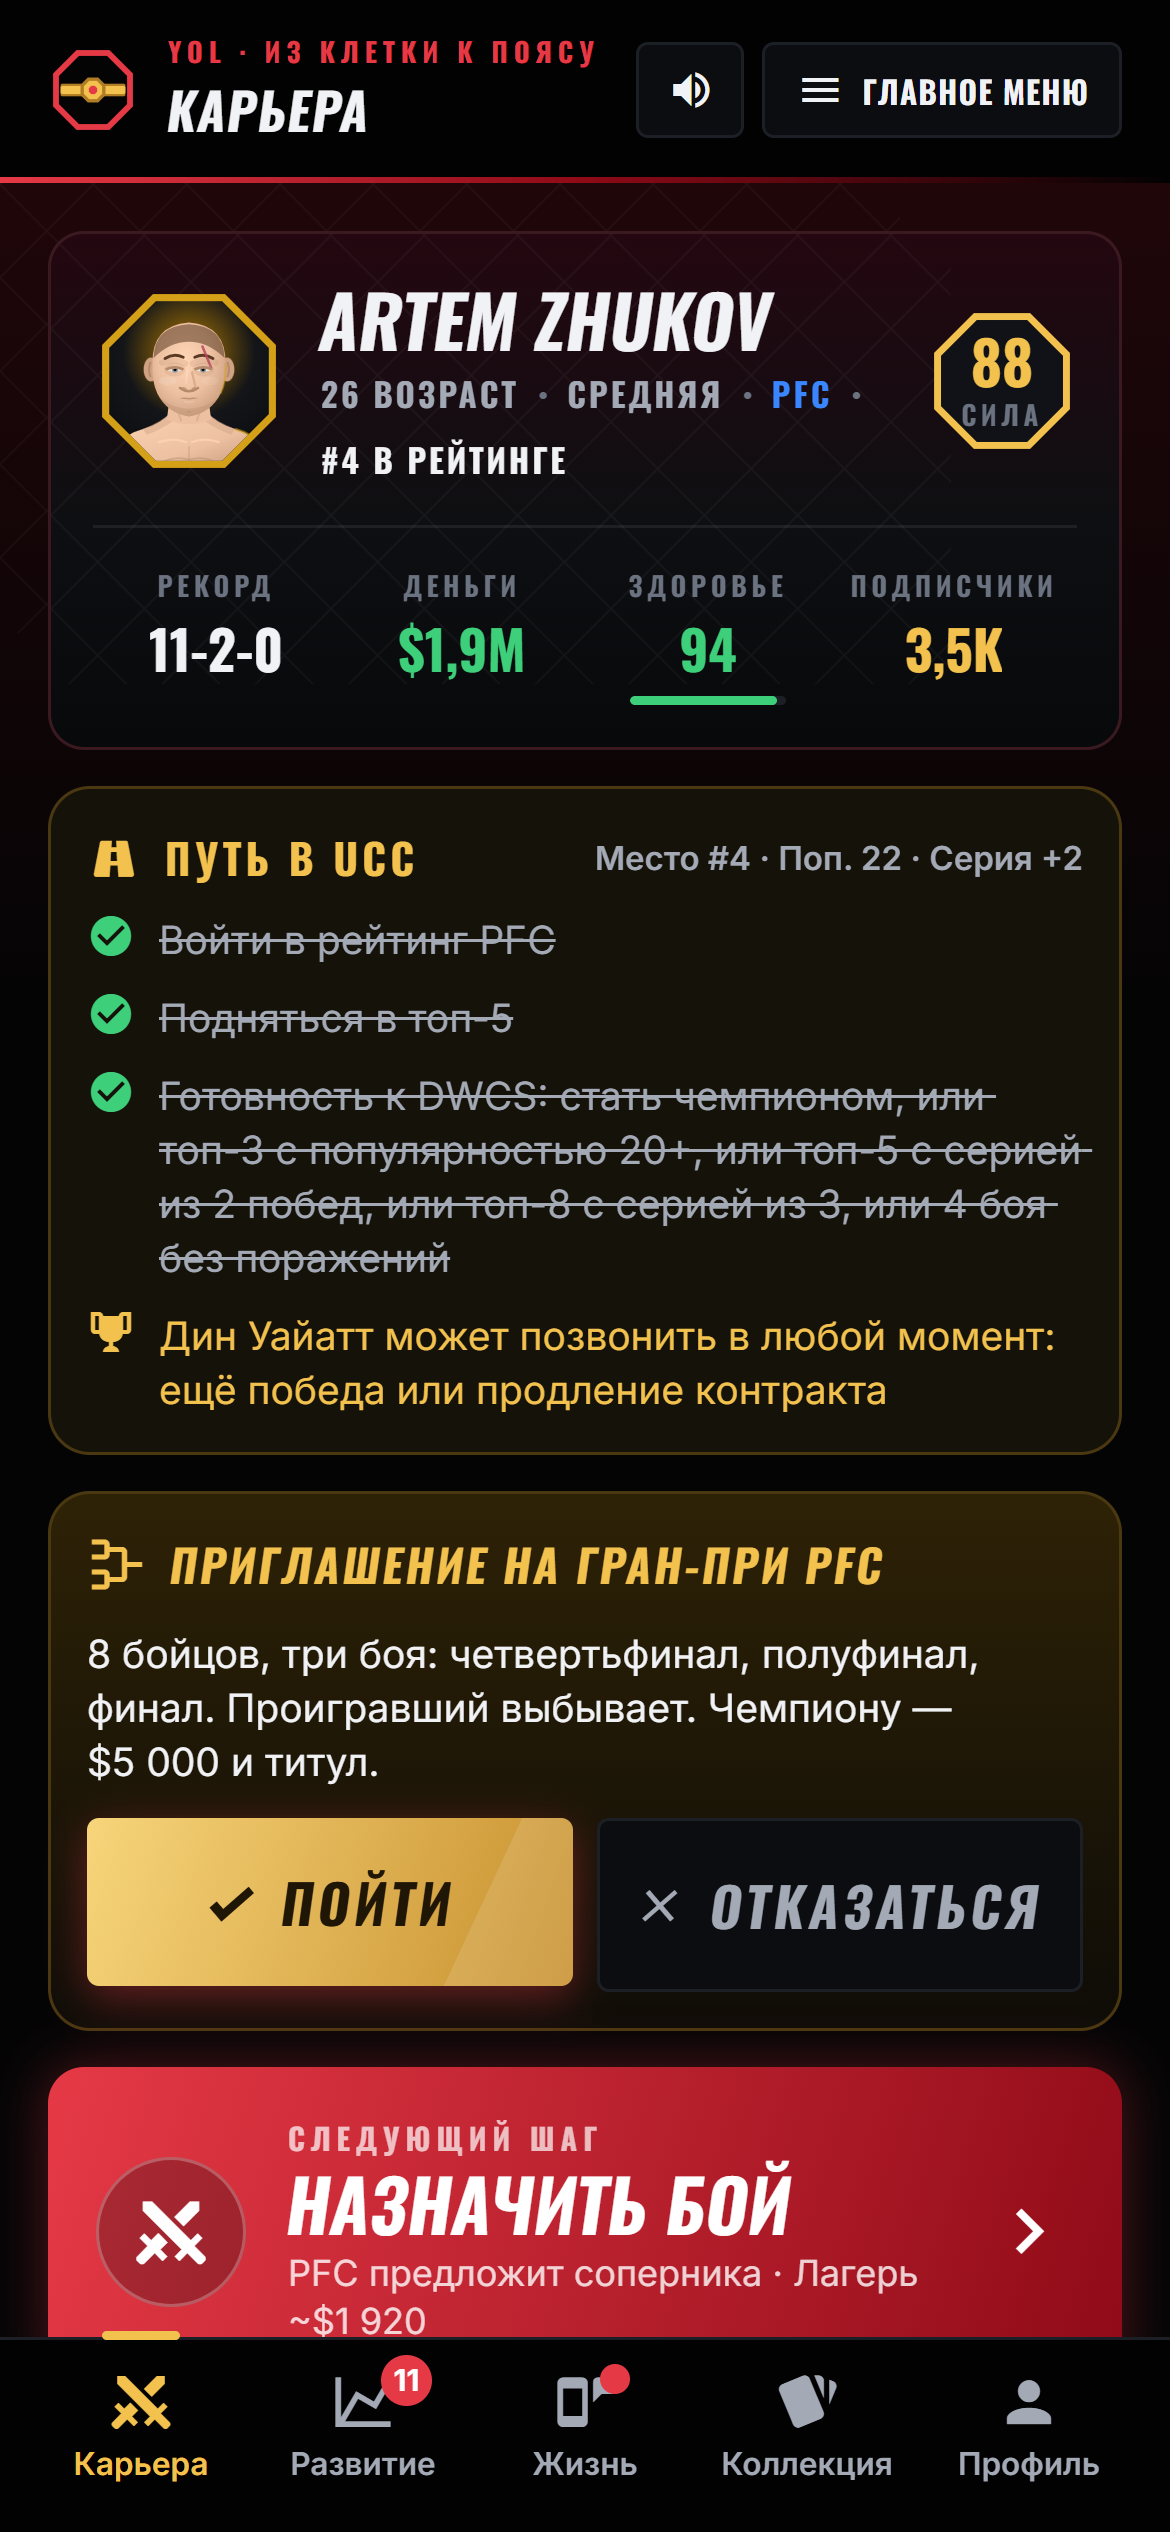 YOL · ИЗ КЛЕТКИ К ПОЯСУ
КАРЬЕРА
ГЛАВНОЕ МЕНЮ
ARTEM ZHUKOV
26 ВОЗРАСТ · СРЕДНЯЯ · PFC ·
#4 В РЕЙТИНГЕ
88
СИЛА
РЕКОРД ДЕНЬГИ ЗДОРОВЬЕ ПОДПИСЧИКИ
11-2-0 $1,9M 94 3,5K
ПУТЬ В UCC
Место #4 · Поп. 22 · Серия +2
Войти в рейтинг PFC
Подняться в топ-5
Готовность к DWCS: стать чемпионом, или
топ-3 с популярностью 20+, или топ-5 с серией
из 2 побед, или топ-8 с серией из 3, или 4 боя
без поражений
Дин Уайатт может позвонить в любой момент:
ещё победа или продление контракта
ПРИГЛАШЕНИЕ НА ГРАН-ПРИ PFC
8 бойцов, три боя: четвертьфинал, полуфинал,
финал. Проигравший выбывает. Чемпиону —
$5 000 и титул.
ПОЙТИ
ОТКАЗАТЬСЯ
СЛЕДУЮЩИЙ ШАГ
НАЗНАЧИТЬ БОЙ
PFC предложит соперника · Лагерь
~$1 920
11
Карьера Развитие Жизнь Коллекция Профиль